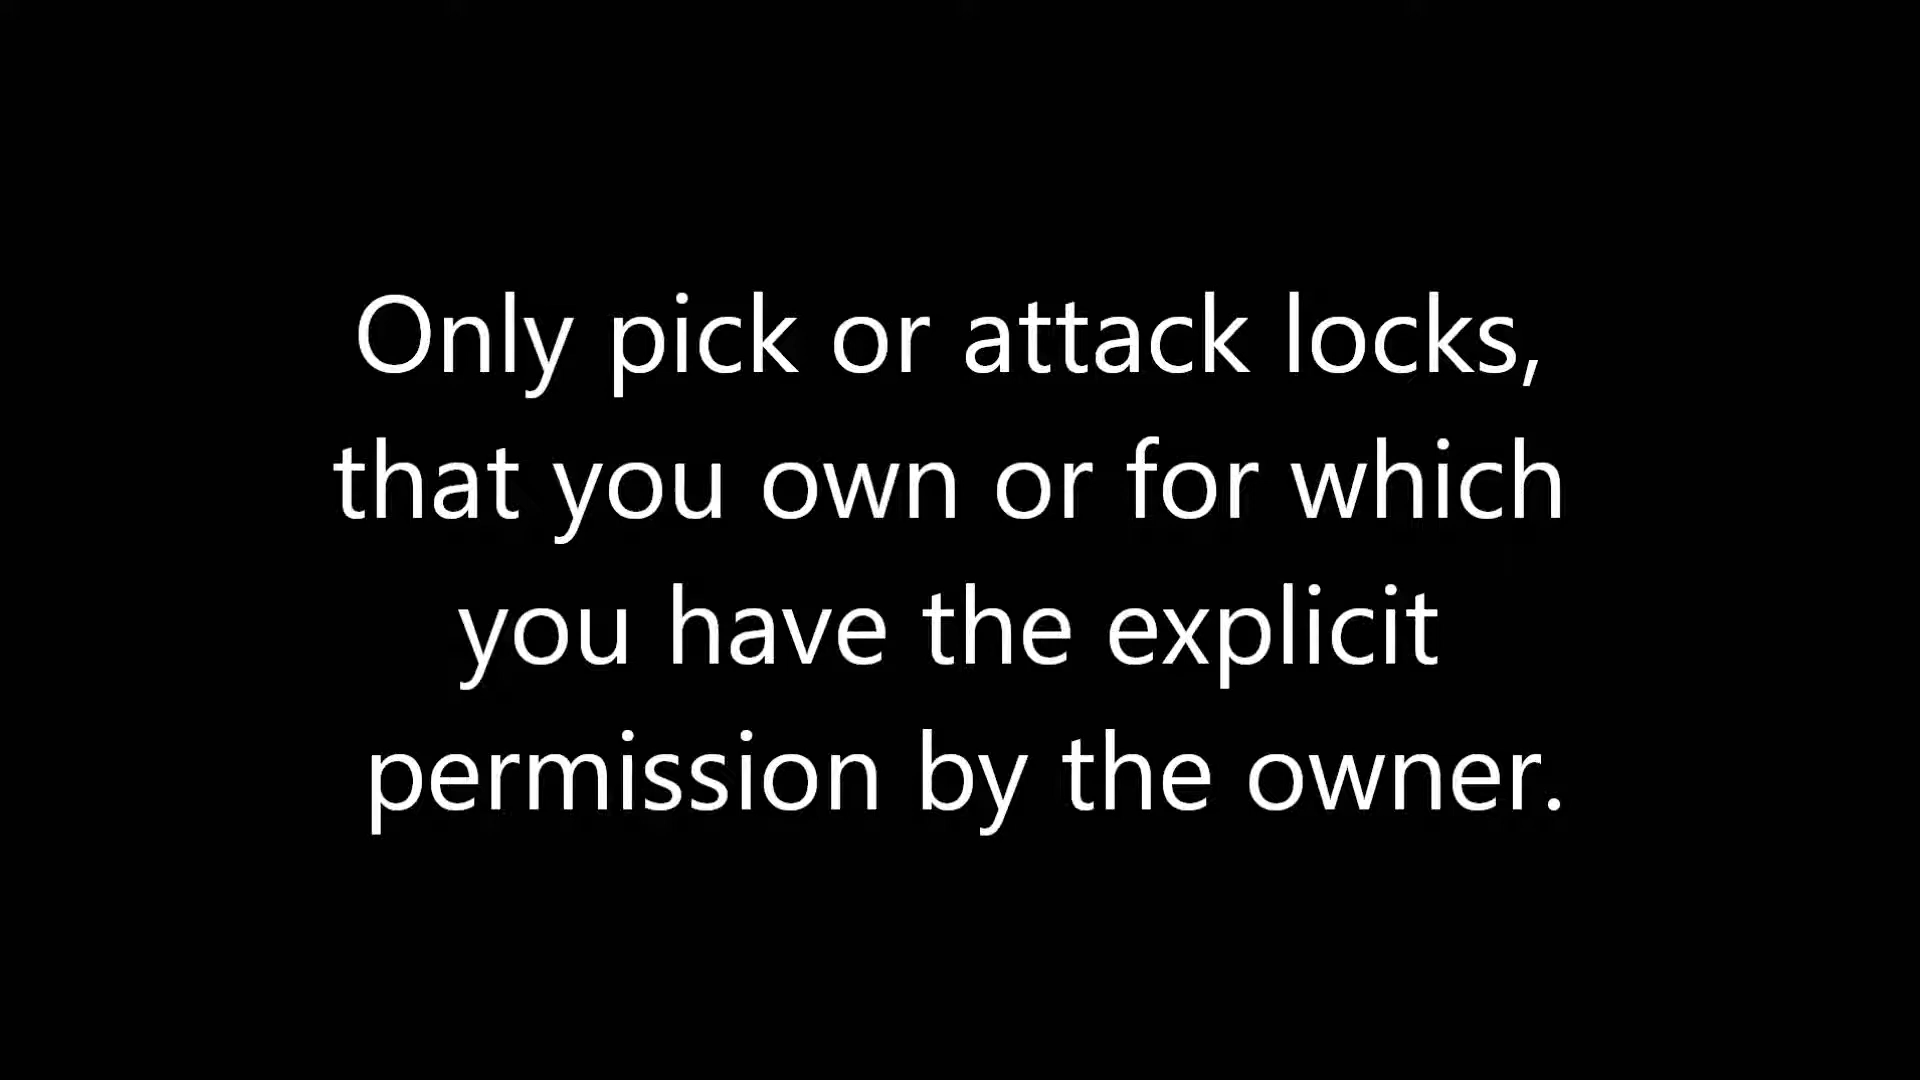 Only pick or attack locks,
that you own or for which
you have the explicit
permission by the owner.